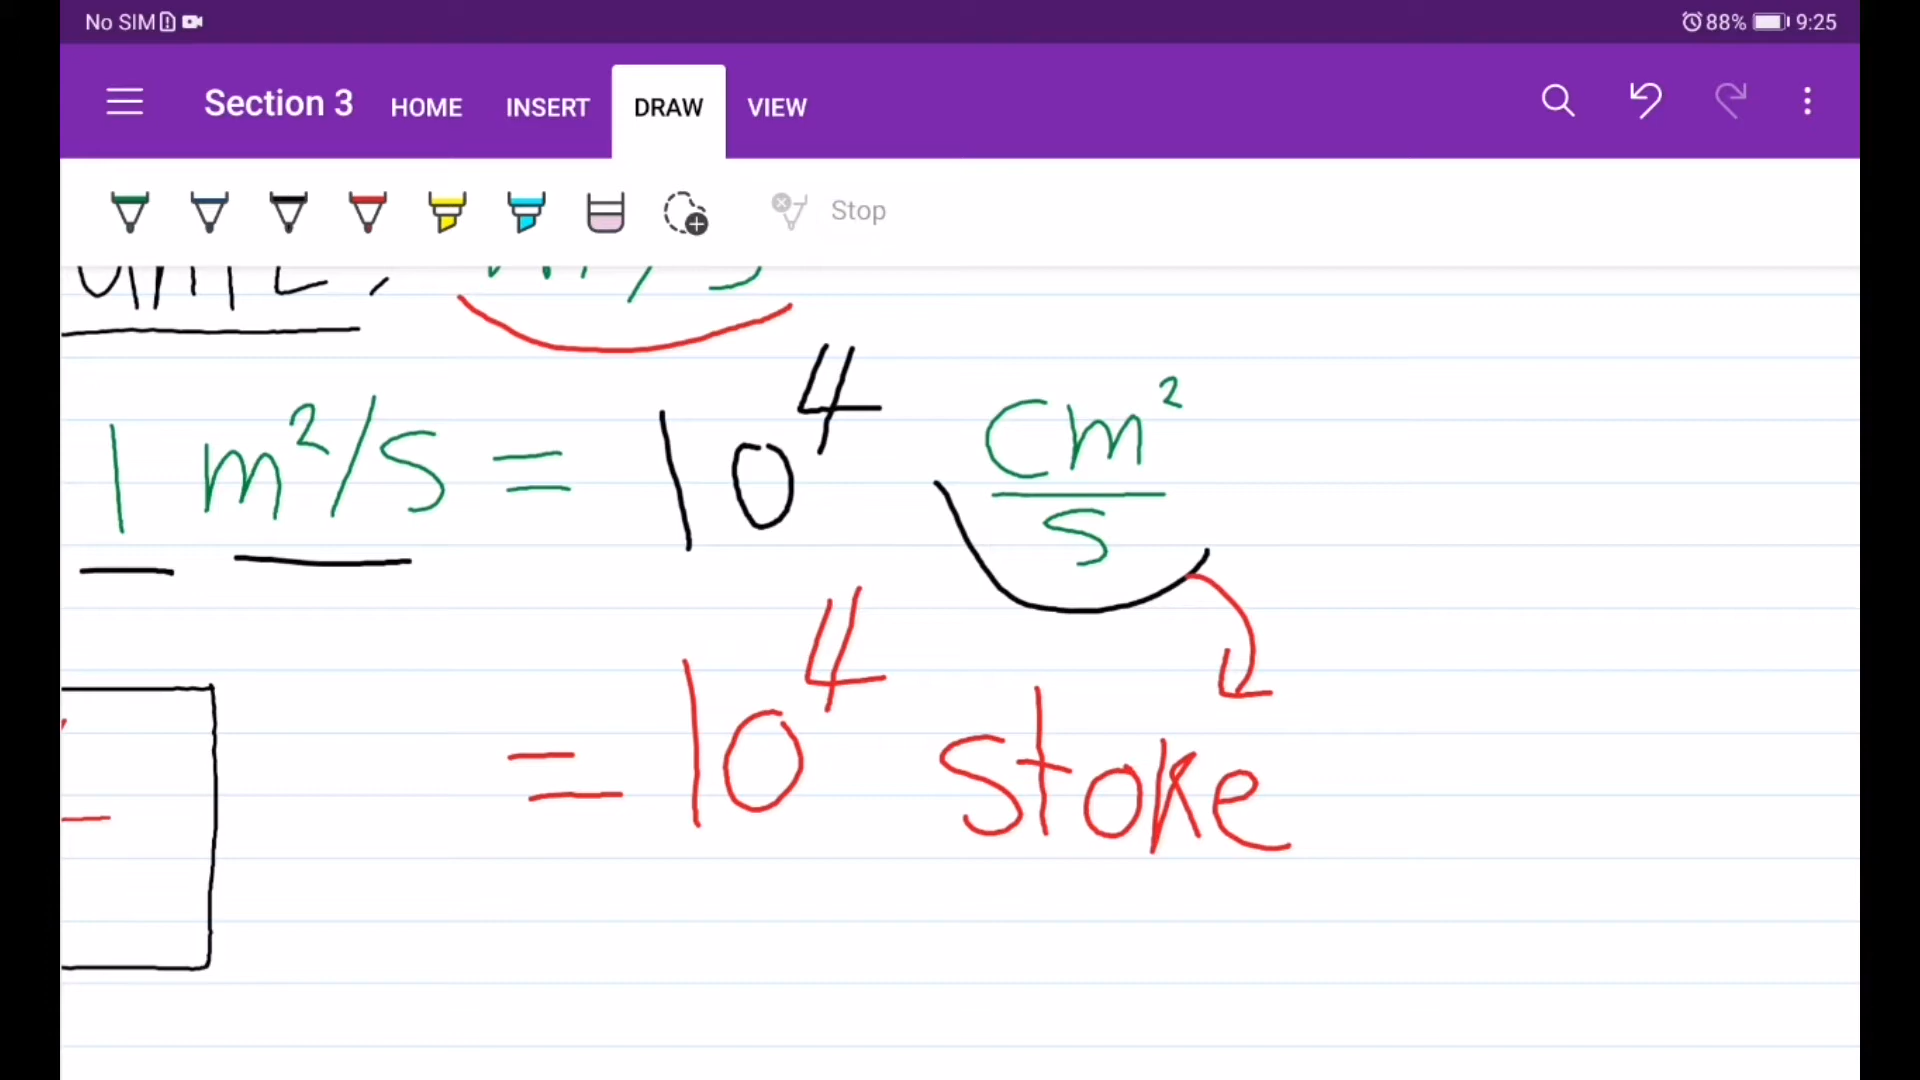 No SIM 88% 9:25
Section 3 HOME INSERT DRAW VIEW
Stop
1 m²/s = 10⁴ cm²/s
= 10⁴ stoke